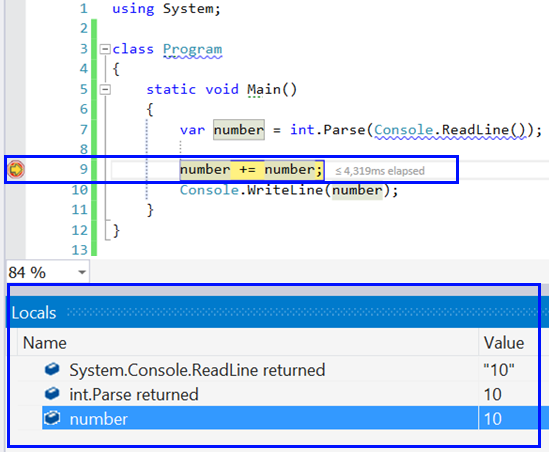 1 using System;
2
3 class Program
4 {
5 static void Main()
6 {
7 var number = int.Parse(Console.ReadLine());
8
9 number += number; ≤ 4,319ms elapsed
10 Console.WriteLine(number);
11 }
12 }
13
84 %
Locals
Name Value
System.Console.ReadLine returned "10"
int.Parse returned 10
number 10